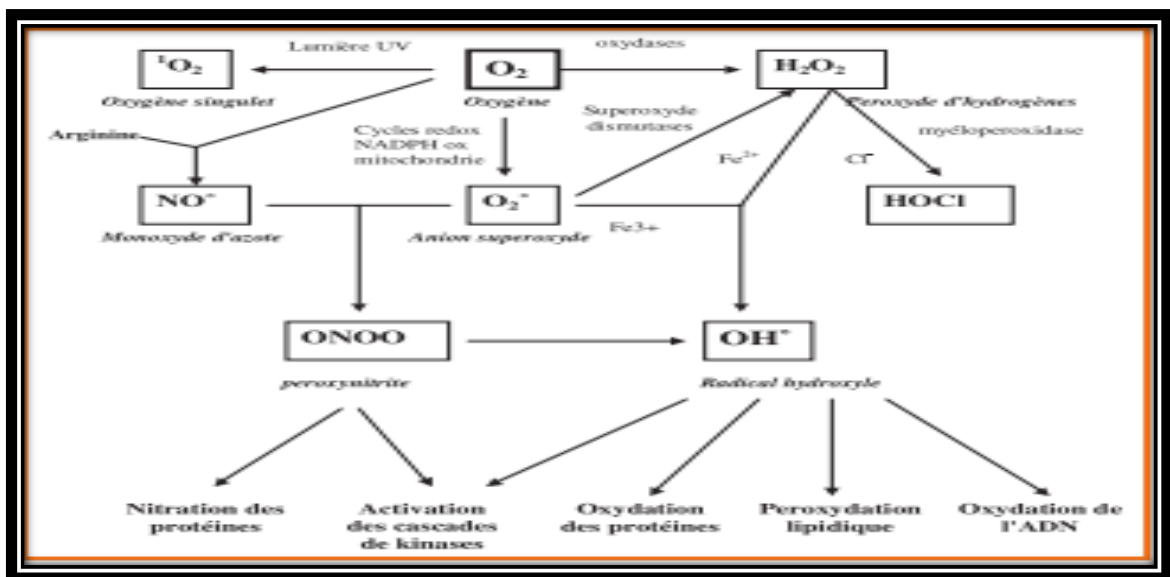 Lumière UV
oxydases
¹O₂
O₂
H₂O₂
Oxygène singulet
Oxygène
Peroxyde d'hydrogènes
Arginine
Cycles redox
NADPH ox
mitochondrie
Superoxyde
dismutases
myéloperoxidase
Fe²⁺
Cl⁻
NO°
O₂°
HOCl
Monoxyde d'azote
Anion superoxyde
Fe3+
ONOO
OH°
peroxynitrite
Radical hydroxyle
Nitration des
protéines
Activation
des cascades
de kinases
Oxydation
des protéines
Peroxydation
lipidique
Oxydation de
l'ADN